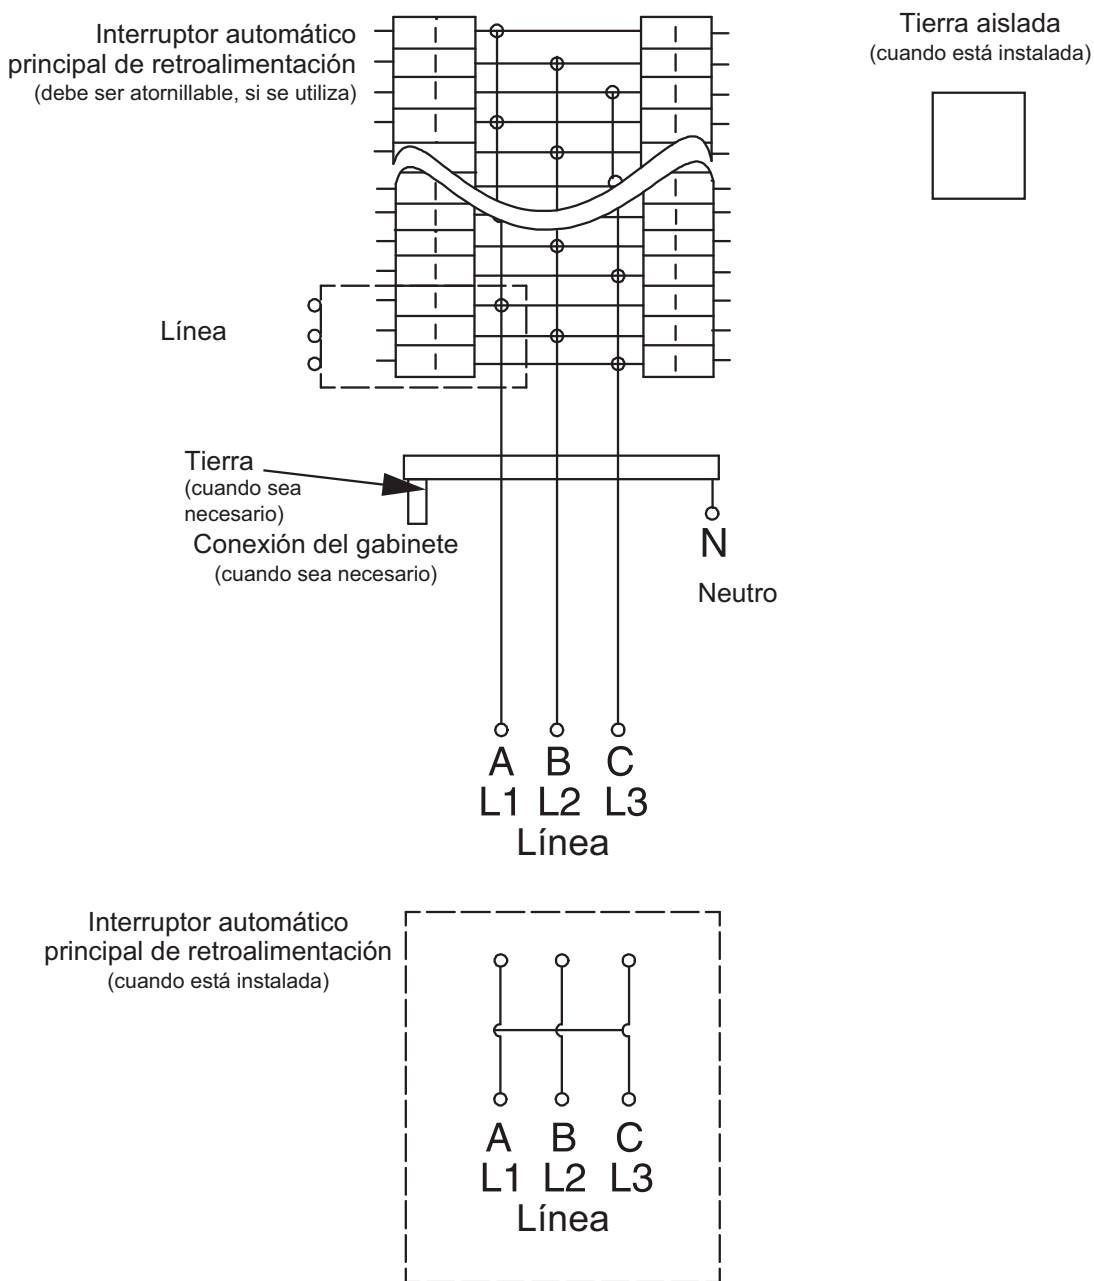 Interruptor automático
principal de retroalimentación
(debe ser atornillable, si se utiliza)
Tierra aislada
(cuando está instalada)
Línea
Tierra
(cuando sea
necesario)
Conexión del gabinete
(cuando sea necesario)
N
Neutro
A B C
L1 L2 L3
Línea
Interruptor automático
principal de retroalimentación
(cuando está instalada)
A B C
L1 L2 L3
Línea